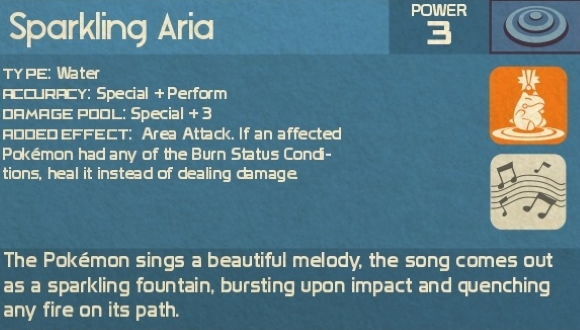 Sparkling Aria
POWER
3
TYPE: Water
ACCURACY: Special + Perform
DAMAGE POOL: Special + 3
ADDED EFFECT: Area Attack. If an affected
Pokémon had any of the Burn Status Condi-
tions, heal it instead of dealing damage.
The Pokémon sings a beautiful melody, the song comes out
as a sparkling fountain, bursting upon impact and quenching
any fire on its path.